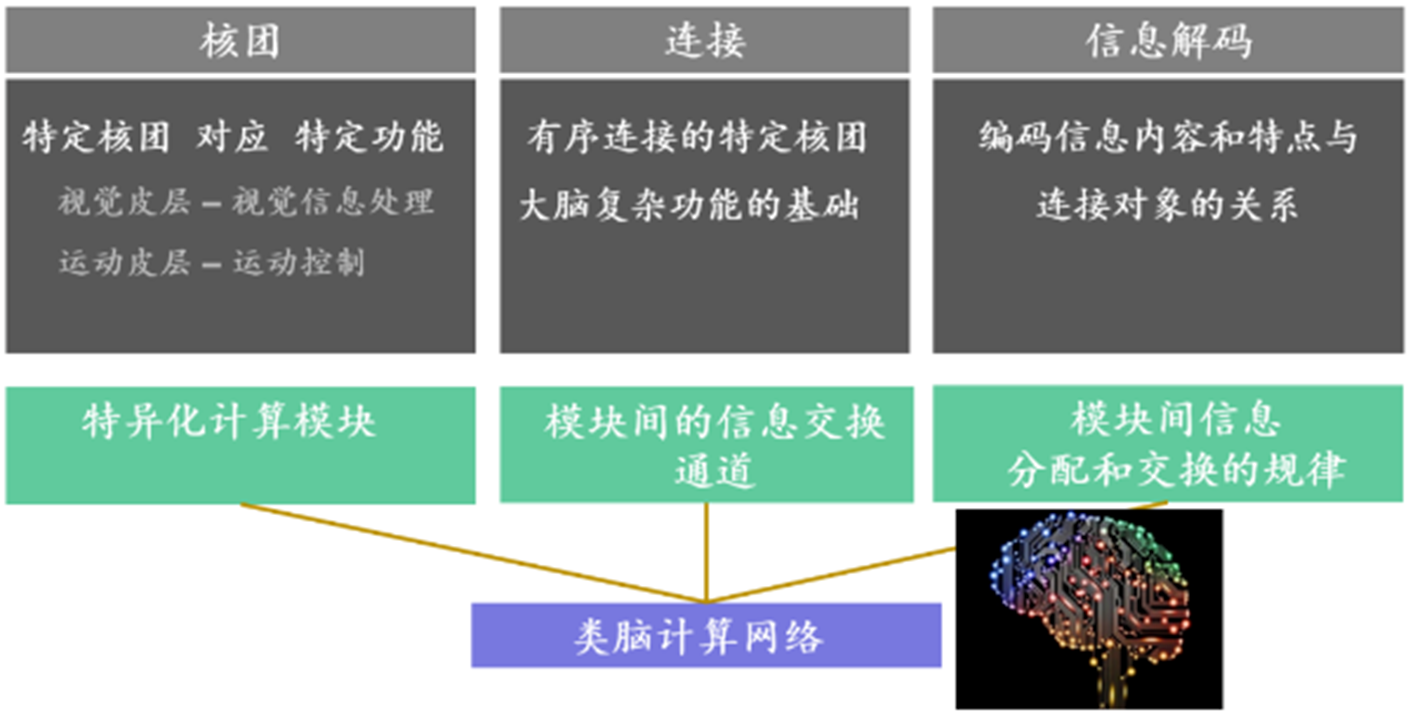 核团
特定核团 对应 特定功能
视觉皮层 – 视觉信息处理
运动皮层 – 运动控制
连接
有序连接的特定核团
大脑复杂功能的基础
信息解码
编码信息内容和特点与
连接对象的关系
特异化计算模块
模块间的信息交换
通道
模块间信息
分配和交换的规律
类脑计算网络